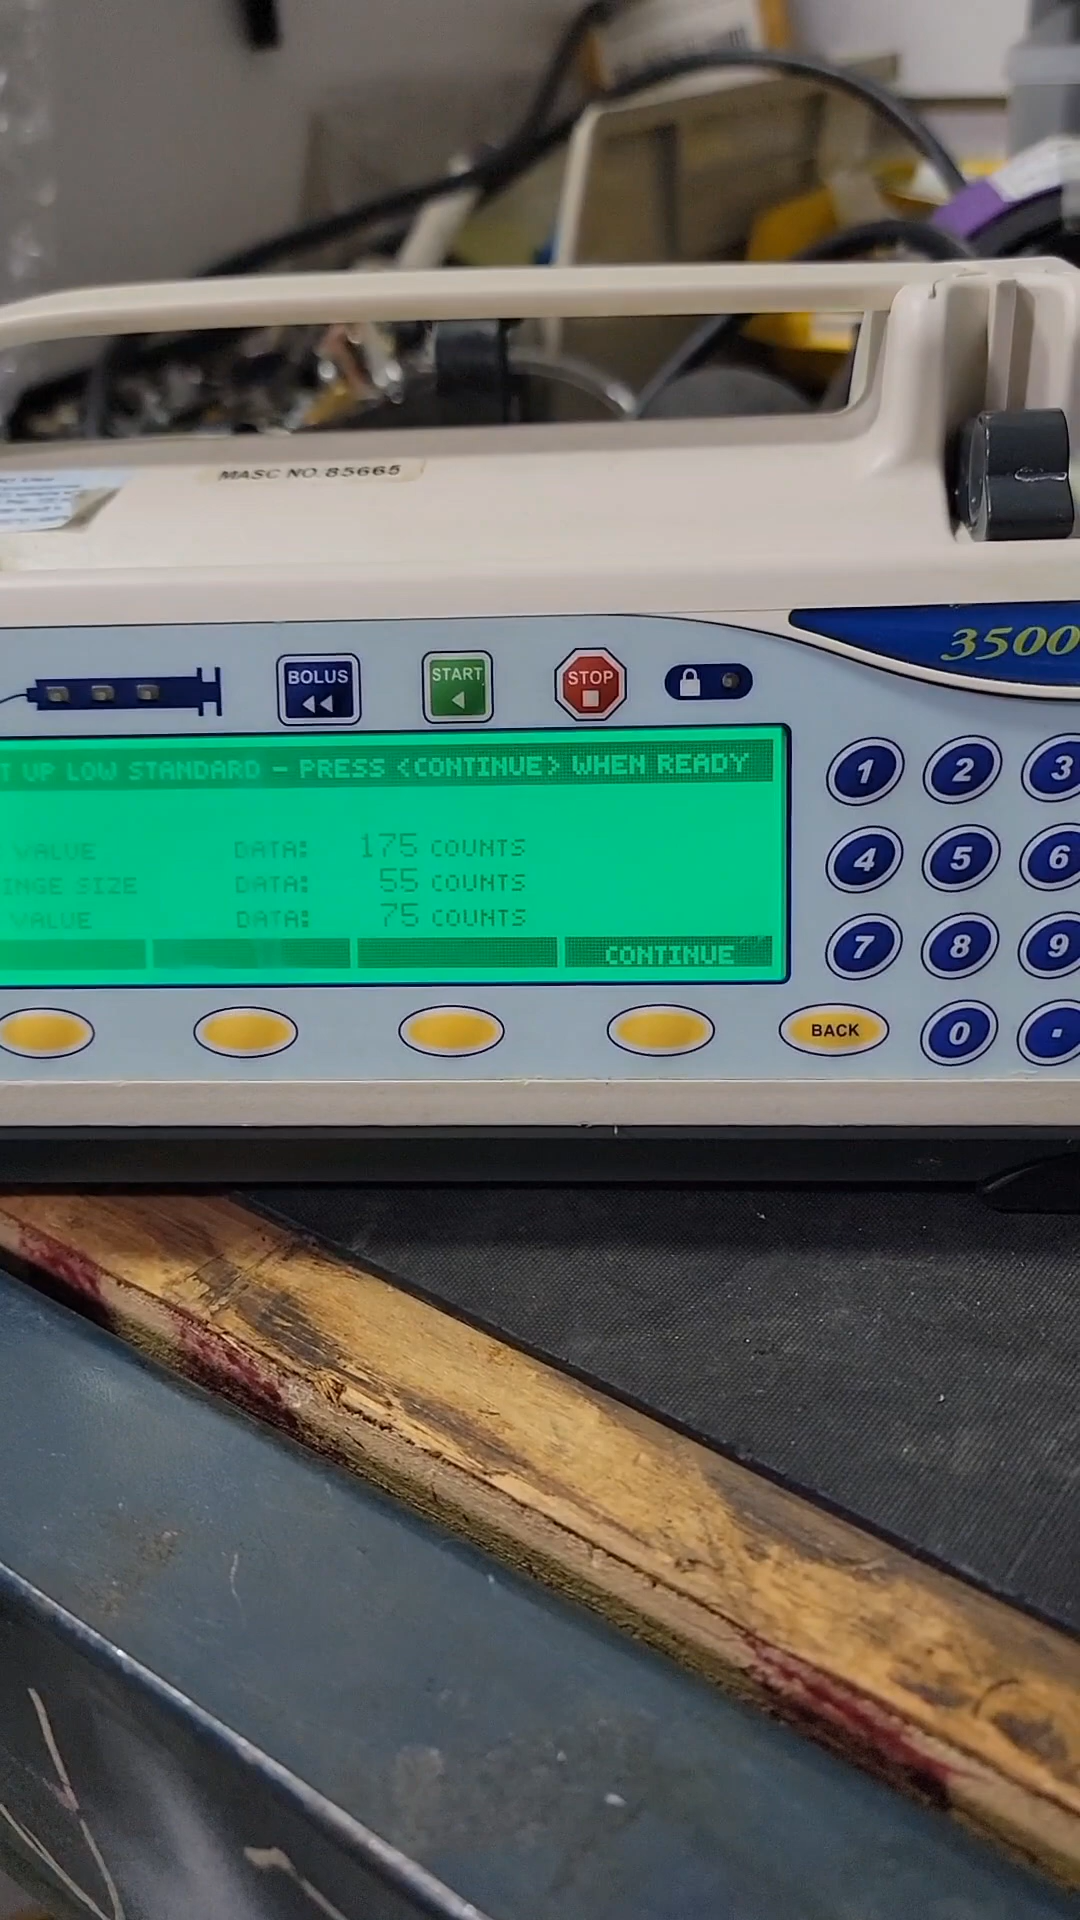 MASC NO. 85665
3500
BOLUS
START
STOP
T UP LOW STANDARD - PRESS <CONTINUE> WHEN READY
VALUE DATA: 175 COUNTS
INGE SIZE DATA: 55 COUNTS
VALUE DATA: 75 COUNTS
CONTINUE
1 2 3
4 5 6
7 8 9
BACK 0 .